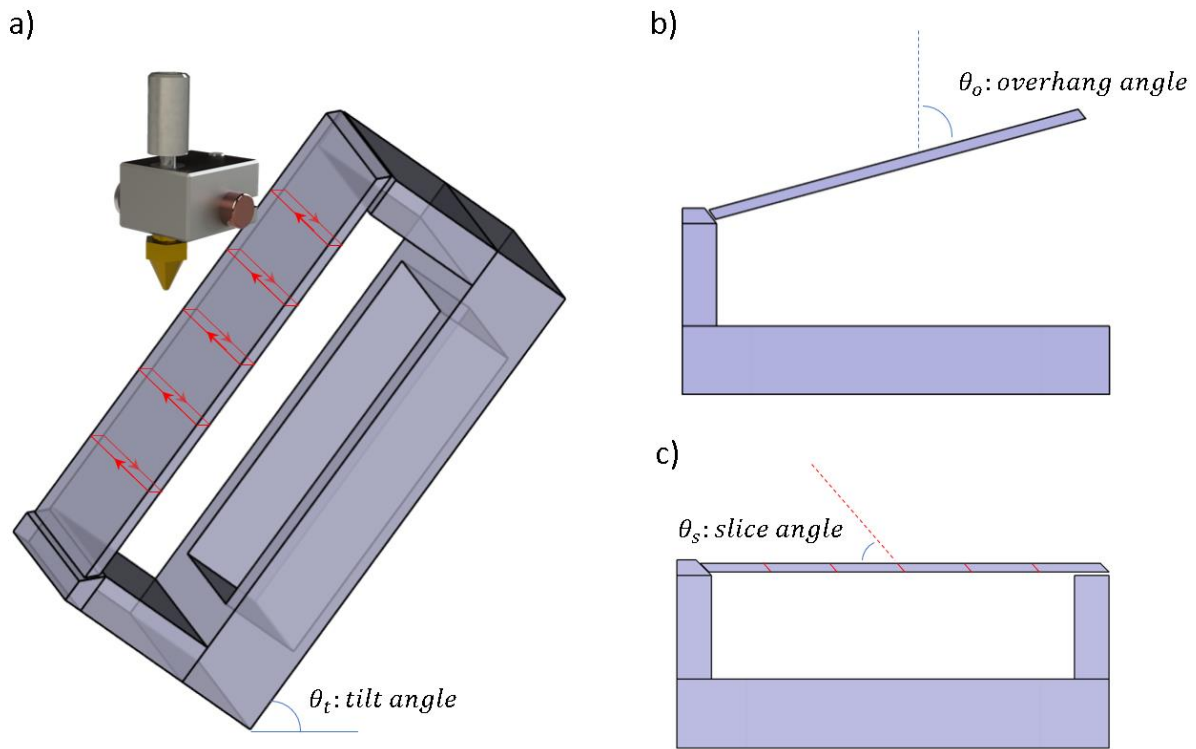 a)
b)
θₒ: overhang angle
c)
θₛ: slice angle
θₜ: tilt angle